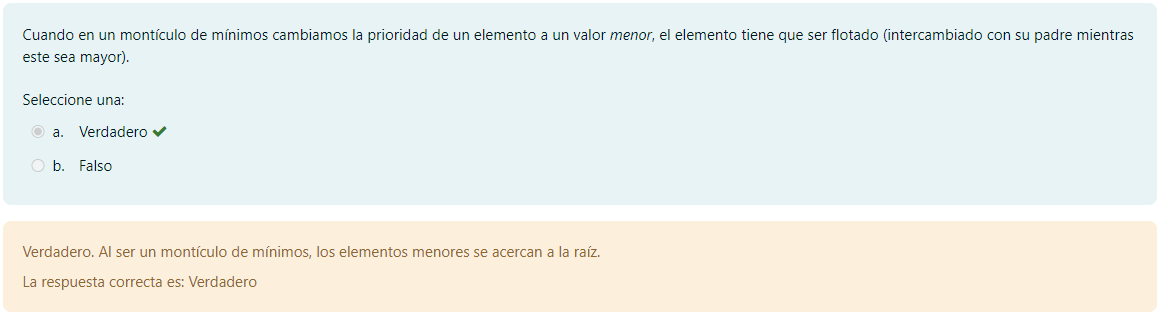 Cuando en un montículo de mínimos cambiamos la prioridad de un elemento a un valor menor, el elemento tiene que ser flotado (intercambiado con su padre mientras
este sea mayor).
Seleccione una:
a. Verdadero ✔
b. Falso
Verdadero. Al ser un montículo de mínimos, los elementos menores se acercan a la raíz.
La respuesta correcta es: Verdadero